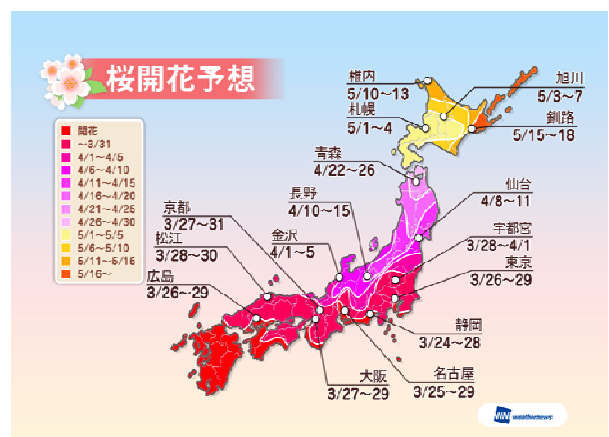 桜開花予想
開花
~3/31
4/1~4/5
4/6~4/10
4/11~4/15
4/16~4/20
4/21~4/25
4/26~4/30
5/1~5/5
5/6~5/10
5/11~5/15
5/16~
稚内
5/10~13
旭川
5/3~7
札幌
5/1~4
釧路
5/15~18
青森
4/22~26
仙台
4/8~11
長野
4/10~15
京都
3/27~31
宇都宮
3/28~4/1
松江
3/28~30
金沢
4/1~5
東京
3/26~29
広島
3/26~29
静岡
3/24~28
大阪
3/27~29
名古屋
3/25~29
WN weathernews